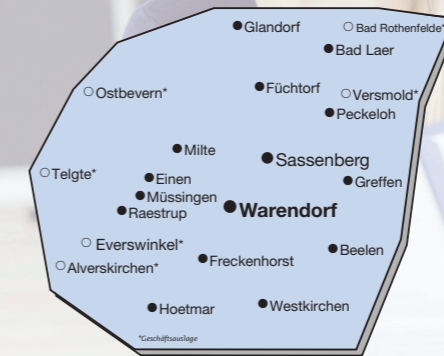 Glandorf
Bad Rothenfelde*
Bad Laer
Füchtorf
Ostbevern*
Versmold*
Peckeloh
Milte
Sassenberg
Telgte*
Einen
Greffen
Müssingen
Raestrup
Warendorf
Everswinkel*
Beelen
Freckenhorst
Alverskirchen*
Westkirchen
Hoetmar
*Geschäftsauslage